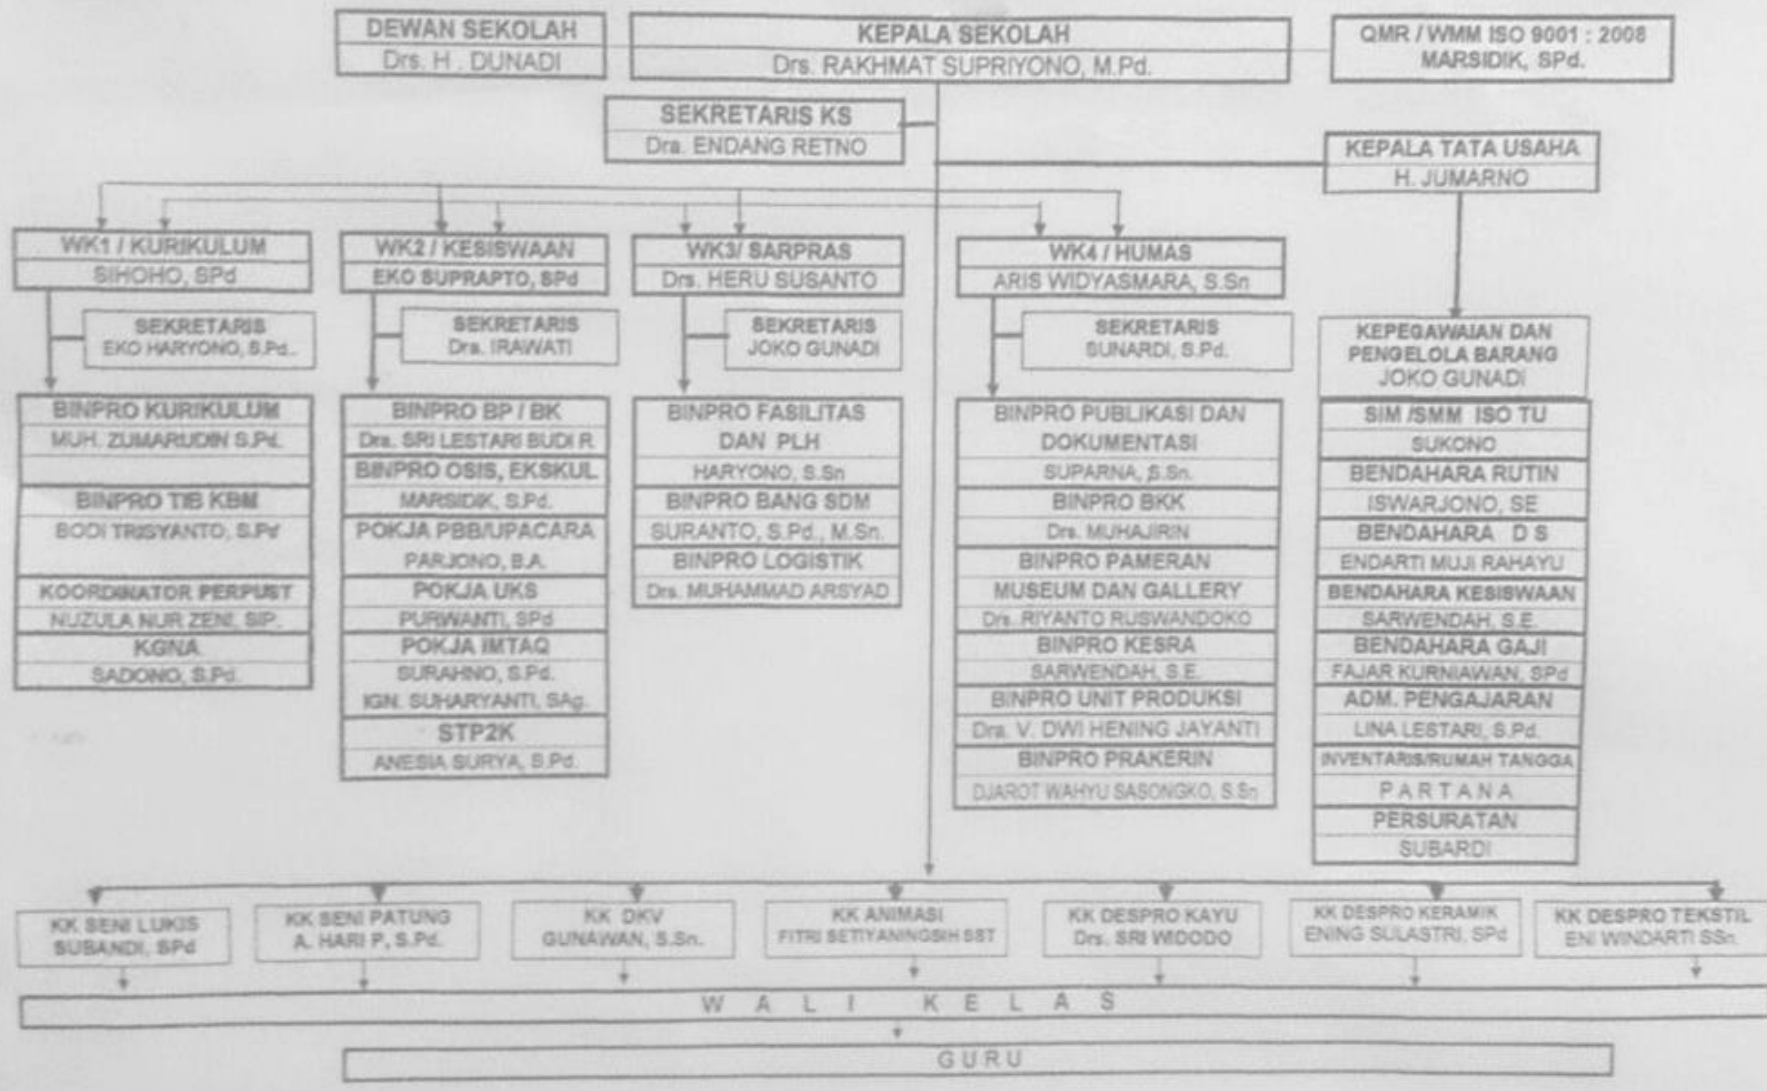 DEWAN SEKOLAH
Drs. H . DUNADI
KEPALA SEKOLAH
Drs. RAKHMAT SUPRIYONO, M.Pd.
QMR / WMM ISO 9001 : 2008
MARSIDIK, SPd.
SEKRETARIS KS
Dra. ENDANG RETNO
KEPALA TATA USAHA
H. JUMARNO
WK1 / KURIKULUM
SIHOHO, SPd
WK2 / KESISWAAN
EKO SUPRAPTO, SPd
WK3/ SARPRAS
Drs. HERU SUSANTO
WK4 / HUMAS
ARIS WIDYASMARA, S.Sn
SEKRETARIS
EKO HARYONO, S.Pd.
SEKRETARIS
Dra. IRAWATI
SEKRETARIS
JOKO GUNADI
SEKRETARIS
SUNARDI, S.Pd.
KEPEGAWAIAN DAN
PENGELOLA BARANG
JOKO GUNADI
BINPRO KURIKULUM
MUH. ZUMARUDIN S.Pd.
BINPRO TIB KBM
BODI TRISYANTO, S.Pd
KOORDINATOR PERPUST
NUZULA NUR ZENI, SIP.
KGNA
SADONO, S.Pd.
BINPRO BP / BK
Dra. SRI LESTARI BUDI R
BINPRO OSIS, EKSKUL
MARSIDIK, S.Pd.
POKJA PBB/UPACARA
PARJONO, B.A.
POKJA UKS
PURWANTI, SPd
POKJA IMTAQ
SURAHNO, S.Pd.
IGN. SUHARYANTI, SAg.
STP2K
ANESIA SURYA, S.Pd.
BINPRO FASILITAS
DAN PLH
HARYONO, S.Sn
BINPRO BANG SDM
SURANTO, S.Pd., M.Sn.
BINPRO LOGISTIK
Drs. MUHAMMAD ARSYAD
BINPRO PUBLIKASI DAN
DOKUMENTASI
SUPARNA, S.Sn.
BINPRO BKK
Drs. MUHAJIRIN
BINPRO PAMERAN
MUSEUM DAN GALLERY
Drs. RIYANTO RUSWANDOKO
BINPRO KESRA
SARWENDAH, S.E.
BINPRO UNIT PRODUKSI
Dra. V. DWI HENING JAYANTI
BINPRO PRAKERIN
DJAROT WAHYU SASONGKO, S.Sn
SIM /SMM ISO TU
SUKONO
BENDAHARA RUTIN
ISWARJONO, SE
BENDAHARA D S
ENDARTI MUJI RAHAYU
BENDAHARA KESISWAAN
SARWENDAH, S.E.
BENDAHARA GAJI
FAJAR KURNIAWAN, SPd
ADM. PENGAJARAN
LINA LESTARI, S.Pd.
INVENTARIS/RUMAH TANGGA
P A R T A N A
PERSURATAN
SUBARDI
KK SENI LUKIS
SUBANDI, SPd
KK SENI PATUNG
A. HARI P, S.Pd.
KK DKV
GUNAWAN, S.Sn.
KK ANIMASI
FITRI SETIYANINGSIH SST
KK DESPRO KAYU
Drs. SRI WIDODO
KK DESPRO KERAMIK
ENING SULASTRI, SPd
KK DESPRO TEKSTIL
ENI WINDARTI SSn.
W A L I K E L A S
G U R U